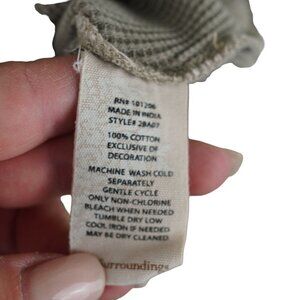 RN# 101206
MADE IN INDIA
STYLE# 28A07
100% COTTON
EXCLUSIVE OF
DECORATION
MACHINE WASH COLD
SEPARATELY
GENTLE CYCLE
ONLY NON-CHLORINE
BLEACH WHEN NEEDED
TUMBLE DRY LOW
COOL IRON IF NEEDED
MAY BE DRY CLEANED
urroundings